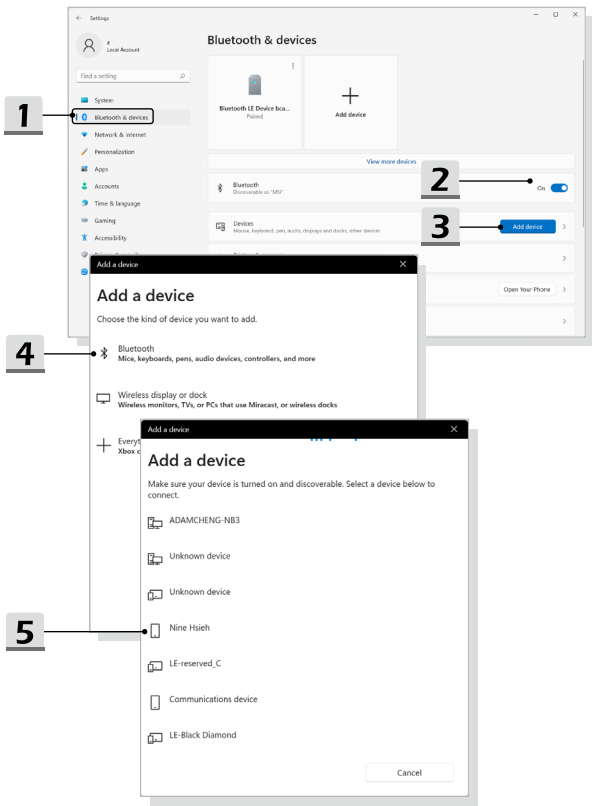 Settings
z
Local Account
Find a setting
System
Bluetooth & devices
Network & internet
Personalization
Apps
Accounts
Time & language
Gaming
Accessibility
Bluetooth & devices
Bluetooth LE Device bca...
Paired
Add device
View more devices
Bluetooth
Discoverable as "MSI"
On
Devices
Mouse, keyboard, pen, audio, displays and docks, other devices
Add device
Open Your Phone
1
2
3
Add a device
Add a device
Choose the kind of device you want to add.
4
Bluetooth
Mice, keyboards, pens, audio devices, controllers, and more
Wireless display or dock
Wireless monitors, TVs, or PCs that use Miracast, or wireless docks
Everyt
Xbox c
Add a device
Add a device
Make sure your device is turned on and discoverable. Select a device below to
connect.
ADAMCHENG-NB3
Unknown device
Unknown device
5
Nine Hsieh
LE-reserved_C
Communications device
LE-Black Diamond
Cancel